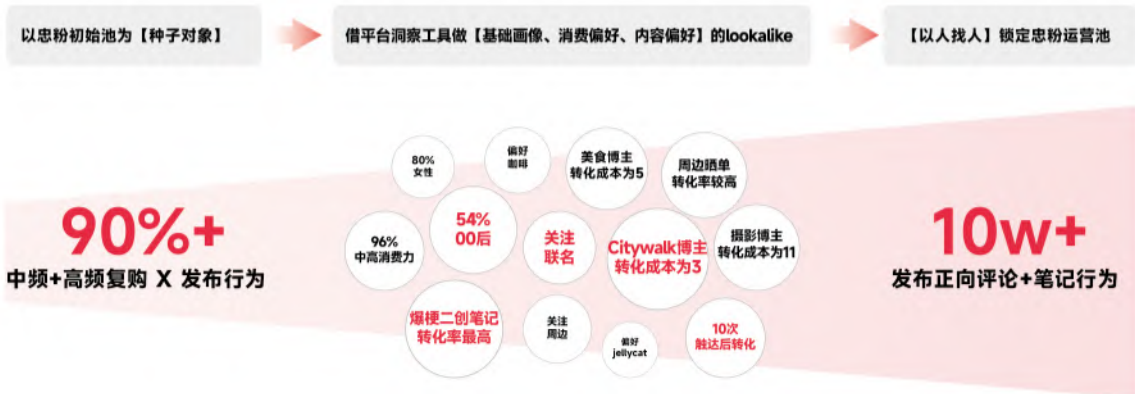 以忠粉初始池为【种子对象】
借平台洞察工具做【基础画像、消费偏好、内容偏好】的lookalike
【以人找人】锁定忠粉运营池
90%+
中频+高频复购 X 发布行为
80%
女性
偏好
咖啡
美食博主
转化成本为5
周边晒单
转化率较高
96%
中高消费力
54%
00后
关注
联名
Citywalk博主
转化成本为3
摄影博主
转化成本为11
爆梗二创笔记
转化率最高
关注
周边
偏好
jellycat
10次
触达后转化
10w+
发布正向评论+笔记行为